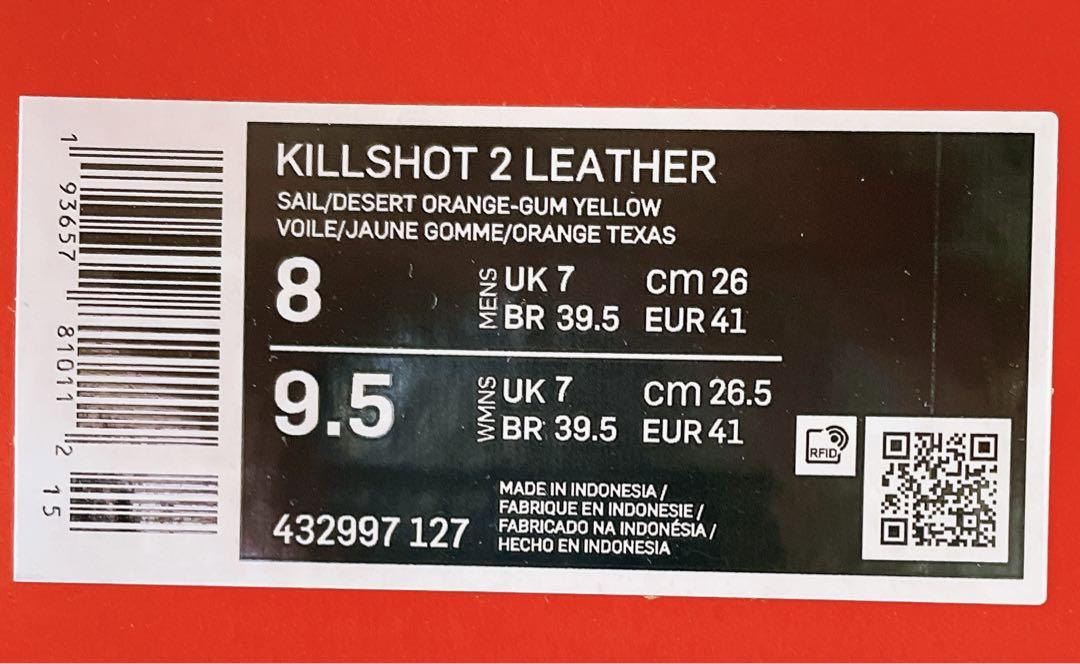 1 93657 81011 2 15
KILLSHOT 2 LEATHER
SAIL/DESERT ORANGE-GUM YELLOW
VOILE/JAUNE GOMME/ORANGE TEXAS
8 MENS UK 7 cm 26
BR 39.5 EUR 41
9.5 WMNS UK 7 cm 26.5
BR 39.5 EUR 41
RFID
432997 127
MADE IN INDONESIA /
FABRIQUE EN INDONESIE /
FABRICADO NA INDONÉSIA /
HECHO EN INDONESIA